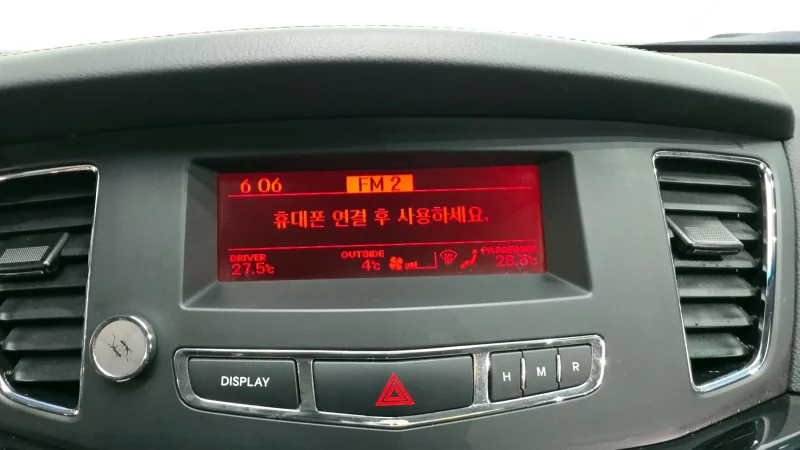 6 06 FM 2
휴대폰 연결 후 사용하세요.
DRIVER OUTSIDE PASSENGER
27.5℃ 4℃ 28.5℃
DISPLAY H M R